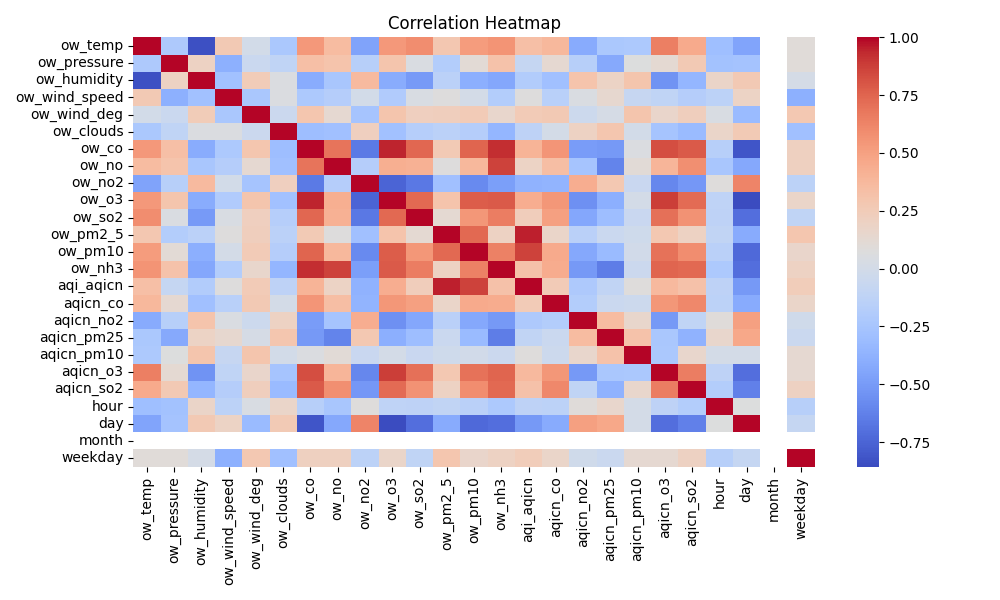 Correlation Heatmap
ow_temp
ow_pressure
ow_humidity
ow_wind_speed
ow_wind_deg
ow_clouds
ow_co
ow_no
ow_no2
ow_o3
ow_so2
ow_pm2_5
ow_pm10
ow_nh3
aqi_aqicn
aqicn_co
aqicn_no2
aqicn_pm25
aqicn_pm10
aqicn_o3
aqicn_so2
hour
day
month
weekday
ow_temp
ow_pressure
ow_humidity
ow_wind_speed
ow_wind_deg
ow_clouds
ow_co
ow_no
ow_no2
ow_o3
ow_so2
ow_pm2_5
ow_pm10
ow_nh3
aqi_aqicn
aqicn_co
aqicn_no2
aqicn_pm25
aqicn_pm10
aqicn_o3
aqicn_so2
hour
day
month
weekday
1.00
0.75
0.50
0.25
0.00
−0.25
−0.50
−0.75